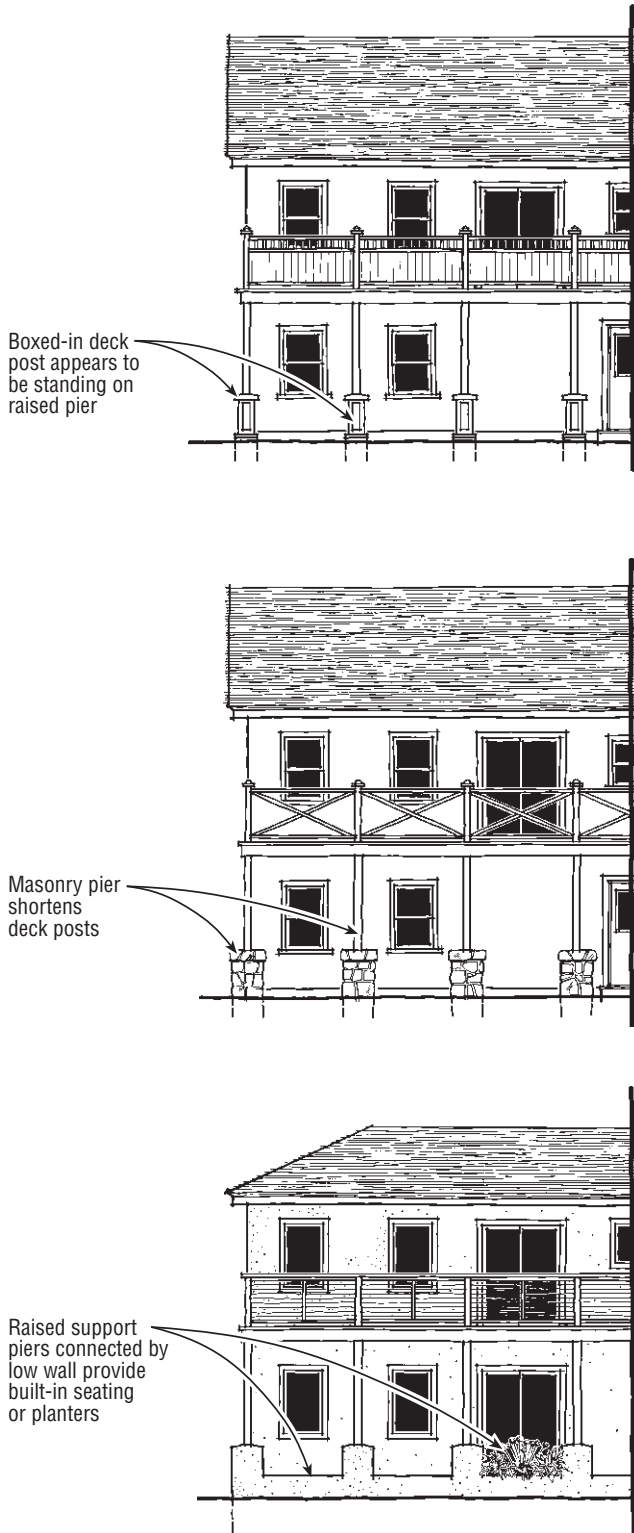 Boxed-in deck
post appears to
be standing on
raised pier
Masonry pier
shortens
deck posts
Raised support
piers connected by
low wall provide
built-in seating
or planters